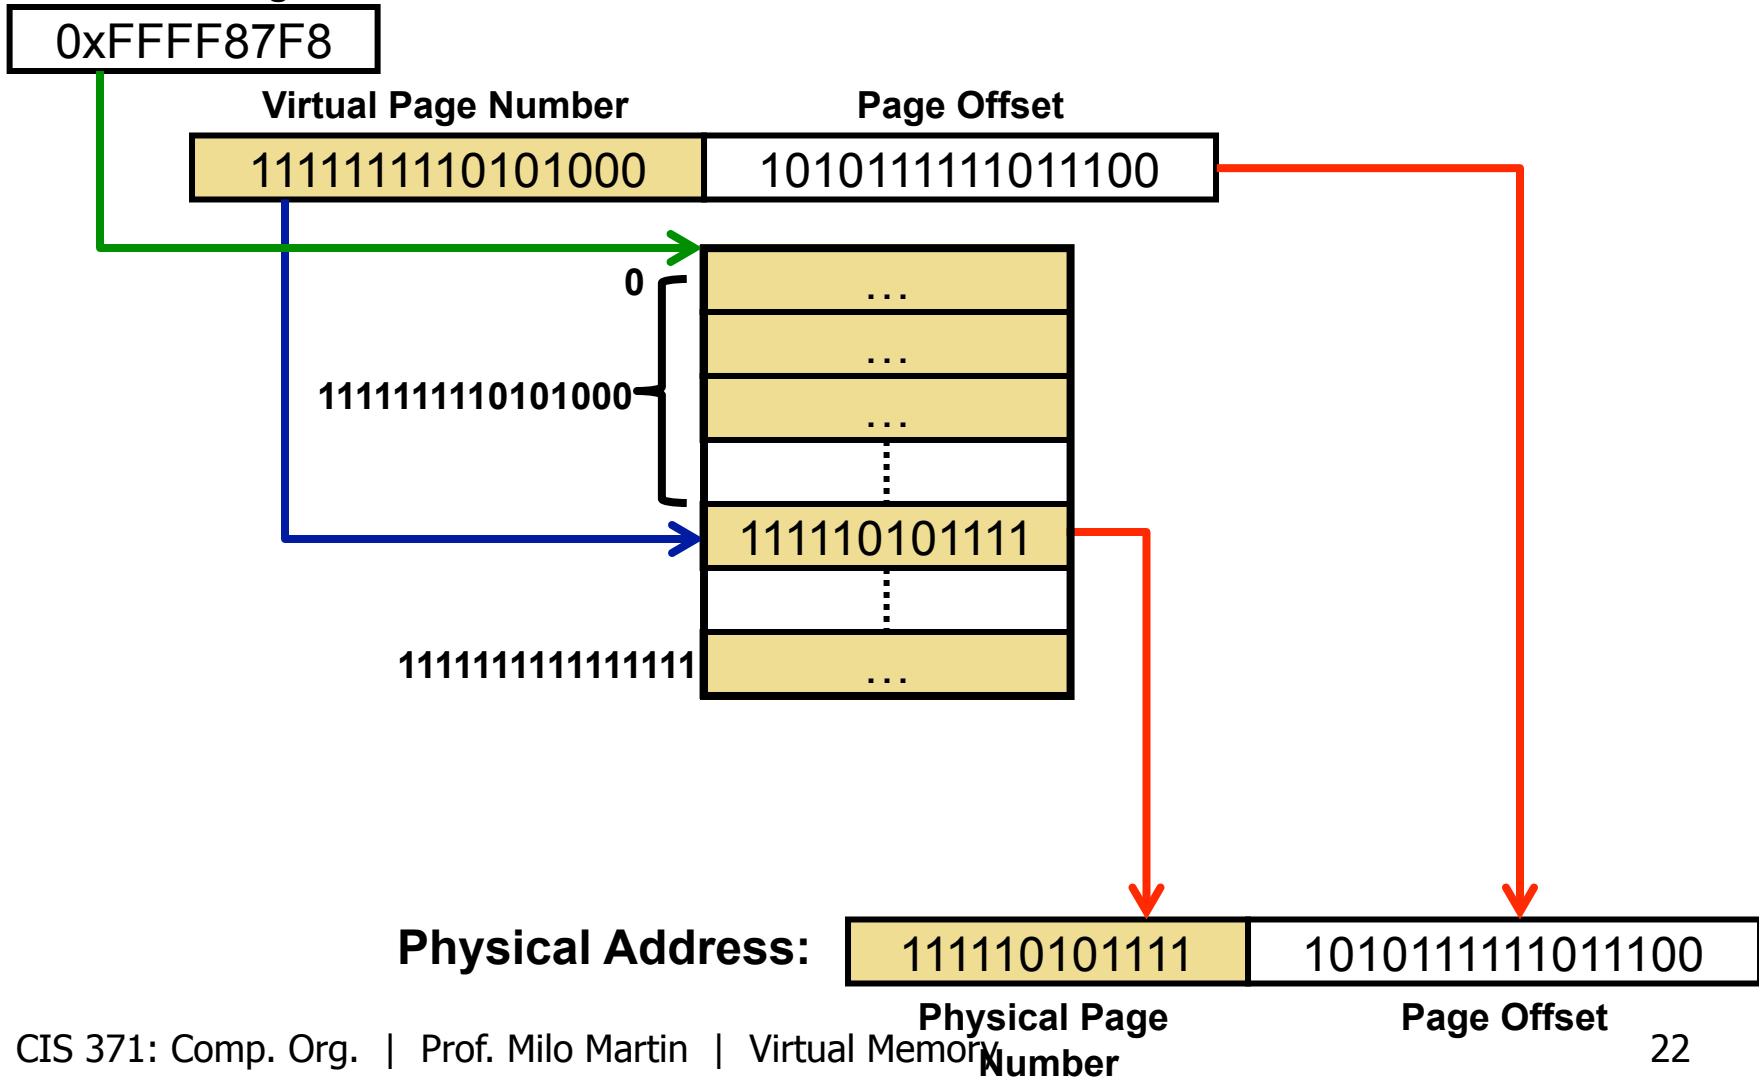 0xFFFF87F8
Virtual Page Number Page Offset
1111111110101000 1010111111011100
0 ...
...
1111111110101000 ...
111110101111
1111111111111111 ...
Physical Address: 111110101111 1010111111011100
Physical Page Number Page Offset
CIS 371: Comp. Org. | Prof. Milo Martin | Virtual Memory 22